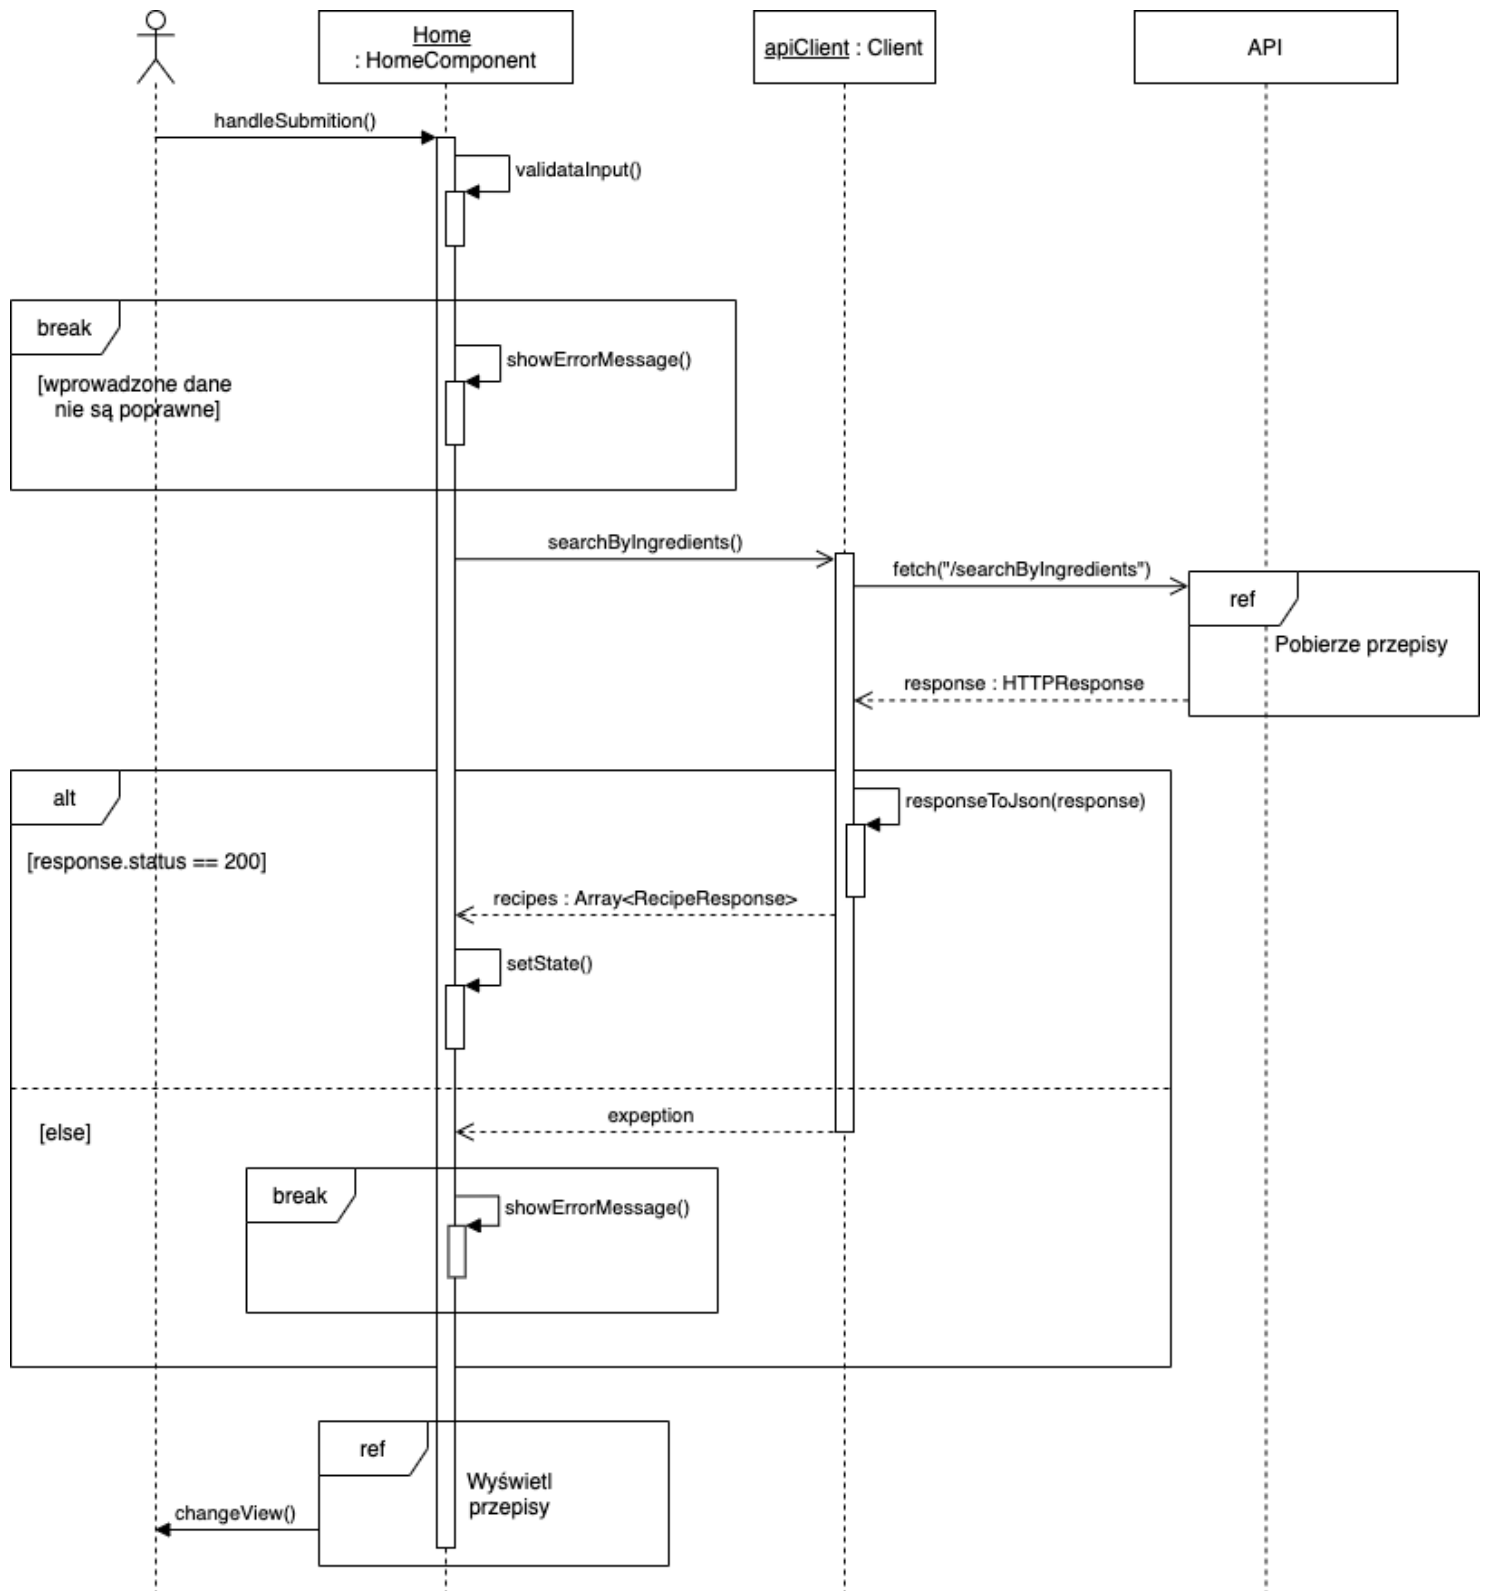 Home
: HomeComponent
apiClient : Client
API
handleSubmition()
validataInput()
break
showErrorMessage()
[wprowadzone dane
nie są poprawne]
searchByIngredients()
fetch("/searchByIngredients")
ref
Pobierze przepisy
response : HTTPResponse
alt
responseToJson(response)
[response.status == 200]
recipes : Array<RecipeResponse>
setState()
expeption
[else]
break
showErrorMessage()
ref
Wyświetl
przepisy
changeView()